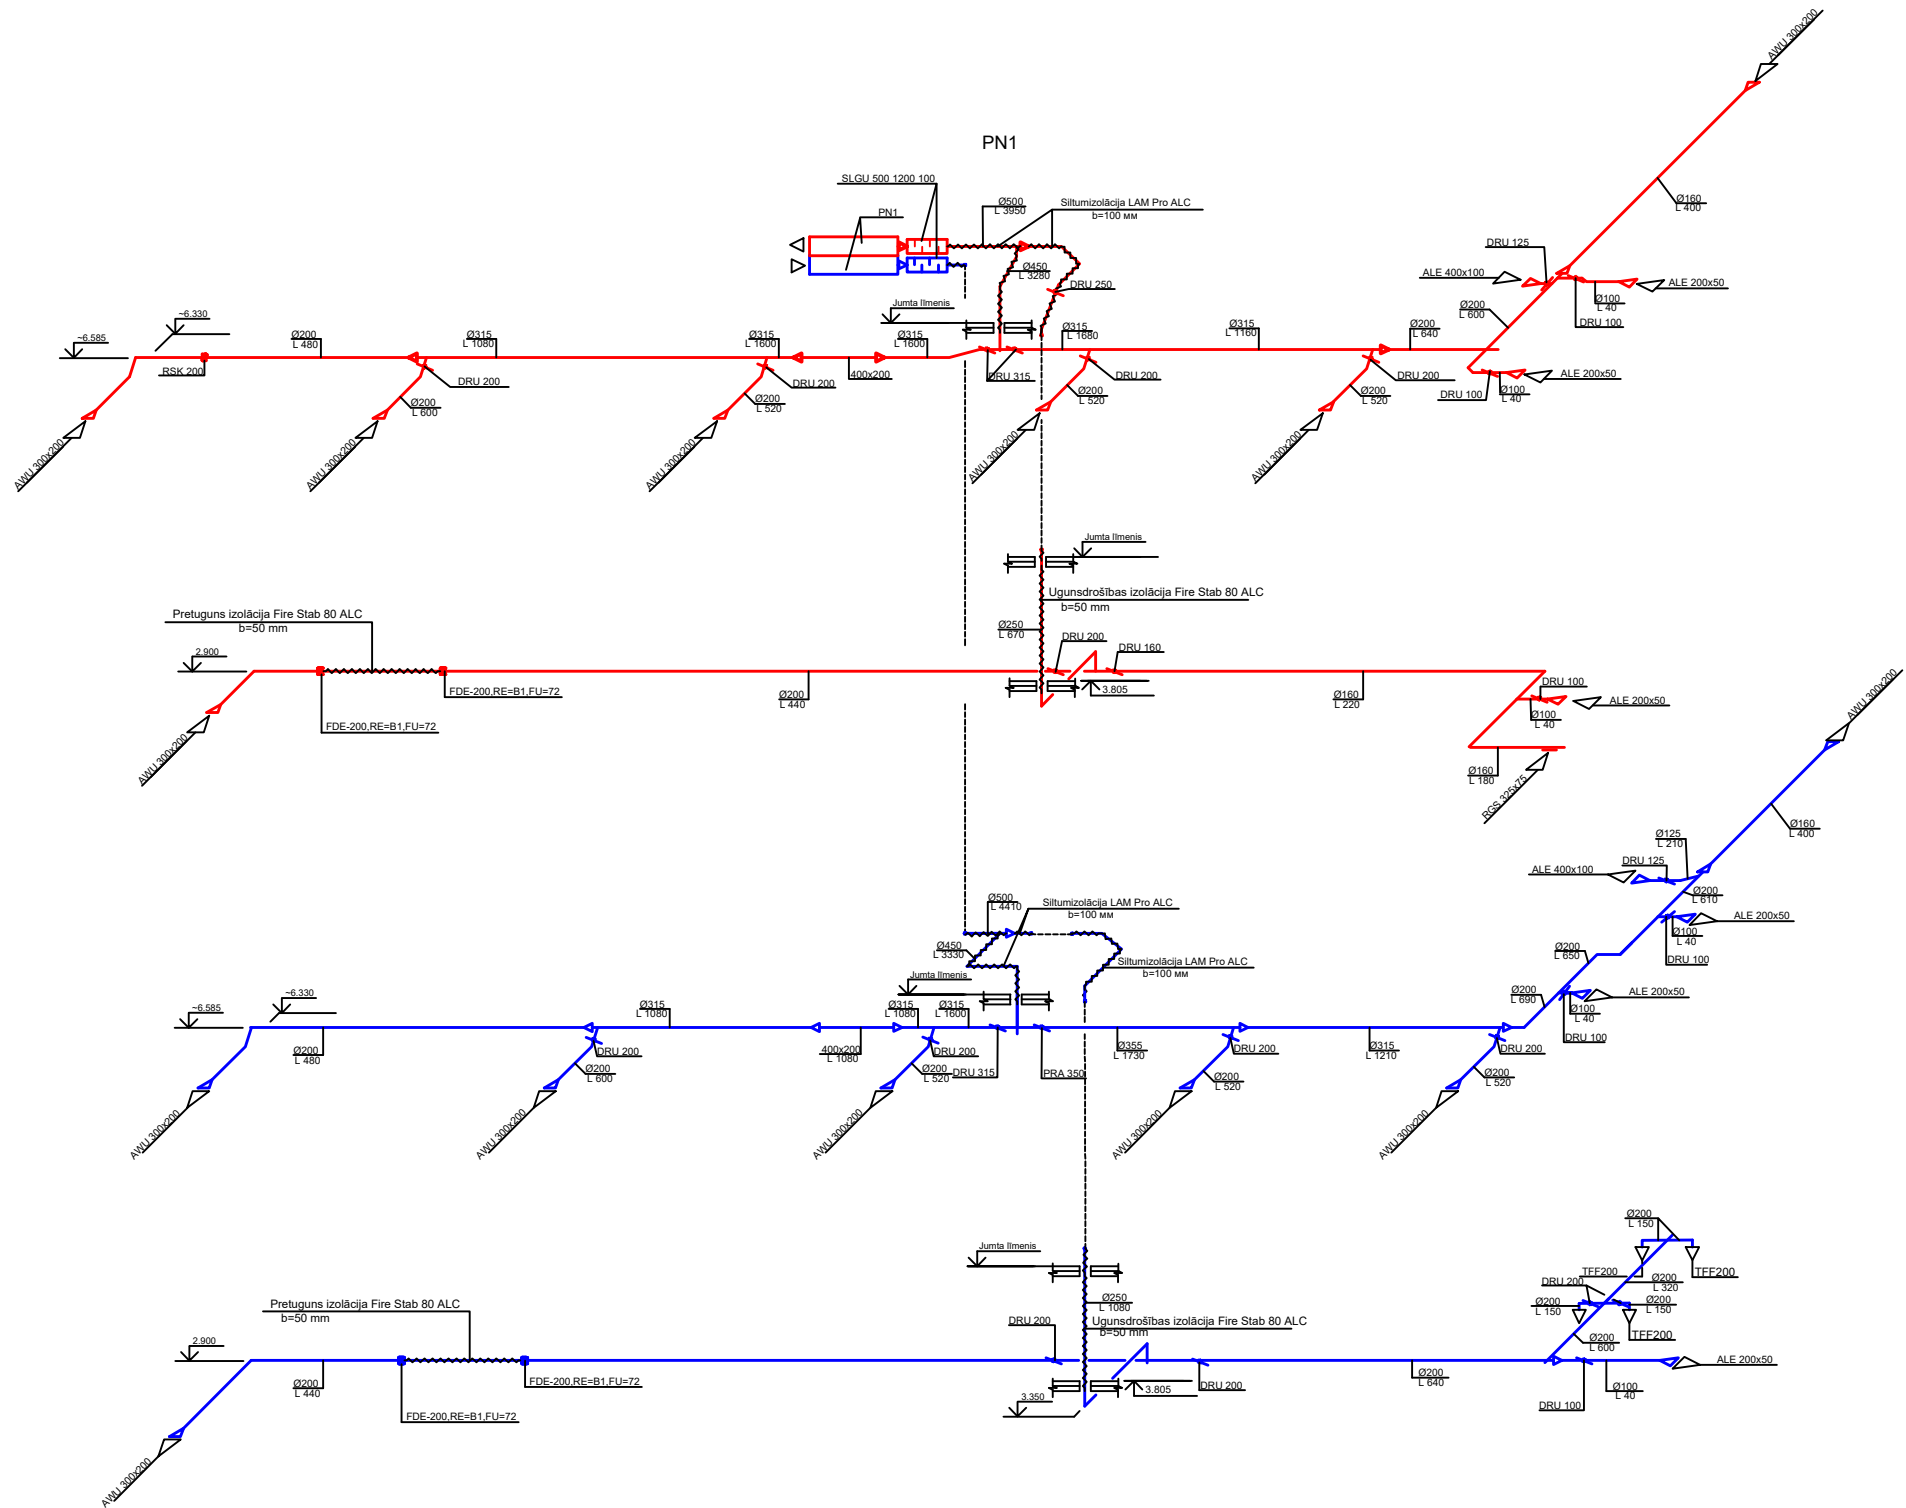 AWU 300x200
PN1
SLGU 500 1200 100
PN1
Ø500
L 3950
Siltumizolācija LAM Pro ALC
b=100 мм
Ø160
L 400
DRU 125
ALE 400x100
ALE 200x50
Ø450
L 3280
DRU 250
Ø100
L 40
Jumta līmenis
Ø200
L 600
DRU 100
~6.585
~6.330
Ø200
L 480
Ø315
L 1080
Ø315
L 1600
Ø315
L 1600
Ø315
L 1680
Ø315
L 1160
Ø200
L 640
RSK 200
DRU 200
DRU 200
400x200
DRU 315
DRU 200
DRU 200
ALE 200x50
DRU 100
Ø100
L 40
Ø200
L 600
Ø200
L 520
Ø200
L 520
Ø200
L 520
AWU 300x200
AWU 300x200
AWU 300x200
AWU 300x200
AWU 300x200
Jumta līmenis
Ugunsdrošības izolācija Fire Stab 80 ALC
b=50 mm
Pretuguns izolācija Fire Stab 80 ALC
b=50 mm
Ø250
L 670
2.900
DRU 200
DRU 160
FDE-200,RE=B1,FU=72
FDE-200,RE=B1,FU=72
Ø200
L 440
3.805
Ø160
L 220
DRU 100
ALE 200x50
Ø100
L 40
AWU 300x200
Ø160
L 180
RGS 325x75
AWU 300x200
Ø160
L 400
Ø125
L 210
DRU 125
ALE 400x100
Ø200
L 610
ALE 200x50
Ø100
L 40
DRU 100
Ø500
L 4410
Siltumizolācija LAM Pro ALC
b=100 мм
Ø450
L 3330
Siltumizolācija LAM Pro ALC
b=100 мм
Jumta līmenis
Ø200
L 650
Ø200
L 690
ALE 200x50
Ø100
L 40
DRU 100
~6.585
~6.330
Ø315
L 1080
Ø315
L 1080
Ø315
L 1600
Ø200
L 480
DRU 200
400x200
L 1080
DRU 200
Ø355
L 1730
DRU 200
Ø315
L 1210
DRU 200
Ø200
L 600
Ø200
L 520
DRU 315
PRA 350
Ø200
L 520
Ø200
L 520
AWU 300x200
AWU 300x200
AWU 300x200
AWU 300x200
AWU 300x200
Jumta līmenis
Ø200
L 150
TFF200
TFF200
DRU 200
Ø200
L 320
Ø200
L 150
Ø200
L 150
TFF200
Ø250
L 1080
Pretuguns izolācija Fire Stab 80 ALC
b=50 mm
Ugunsdrošības izolācija Fire Stab 80 ALC
b=50 mm
2.900
DRU 200
Ø200
L 600
ALE 200x50
Ø200
L 440
FDE-200,RE=B1,FU=72
FDE-200,RE=B1,FU=72
3.350
3.805
DRU 200
Ø200
L 640
DRU 100
Ø100
L 40
AWU 300x200